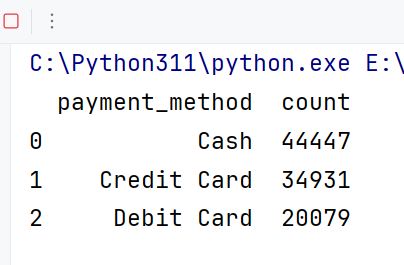 C:\Python311\python.exe E:\
payment_method count
0 Cash 44447
1 Credit Card 34931
2 Debit Card 20079